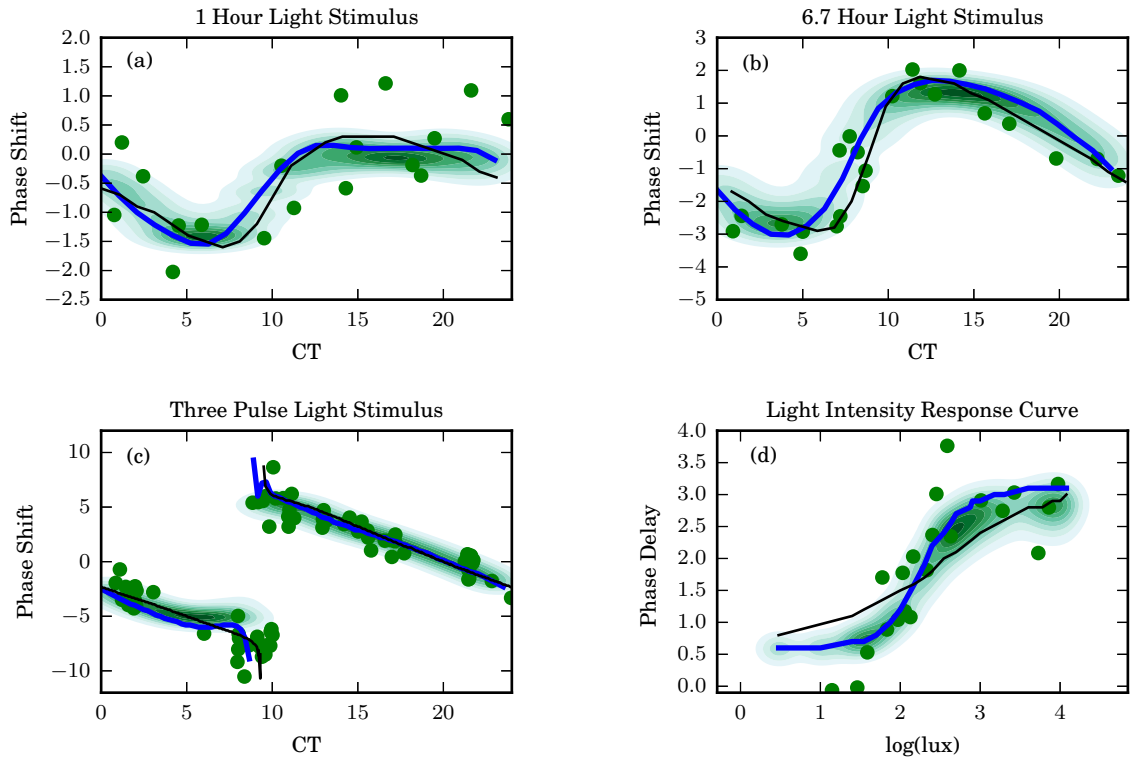 1 Hour Light Stimulus
(a)
Phase Shift
2.0
1.5
1.0
0.5
0.0
−0.5
−1.0
−1.5
−2.0
−2.5
0 5 10 15 20
CT
6.7 Hour Light Stimulus
(b)
Phase Shift
3
2
1
0
−1
−2
−3
−4
−5
0 5 10 15 20
CT
Three Pulse Light Stimulus
(c)
Phase Shift
10
5
0
−5
−10
0 5 10 15 20
CT
Light Intensity Response Curve
(d)
Phase Delay
4.0
3.5
3.0
2.5
2.0
1.5
1.0
0.5
0.0
0 1 2 3 4
log(lux)